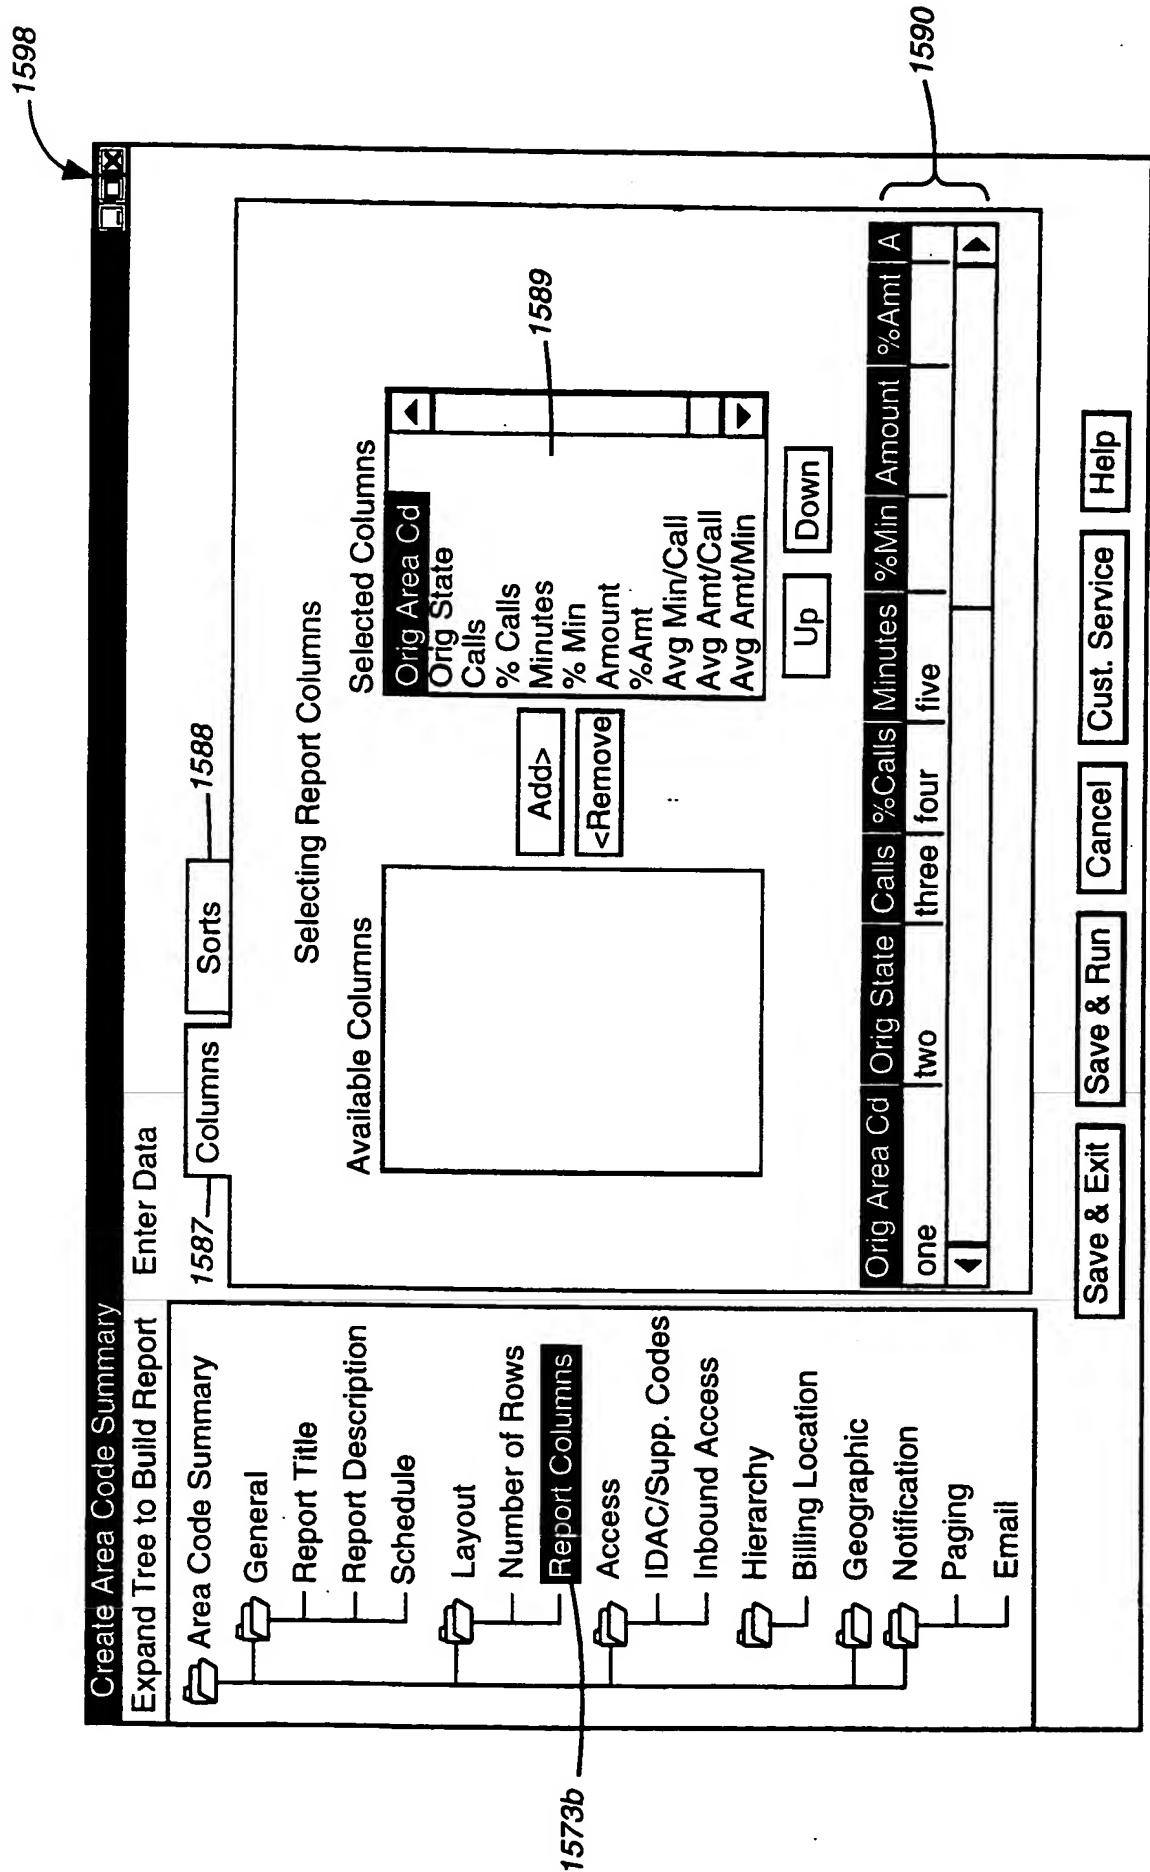 1598
Create Area Code Summary
Expand Tree to Build Report
Enter Data
Area Code Summary
General
Report Title
Report Description
Schedule
Layout
Number of Rows
Report Columns
Access
IDAC/Supp. Codes
Inbound Access
Hierarchy
Billing Location
Geographic
Notification
Paging
Email
1573b
1587
Columns
Sorts
1588
Selecting Report Columns
Available Columns
Add>
<Remove
Selected Columns
Orig Area Cd
Orig State
Calls
% Calls
Minutes
% Min
Amount
%Amt
Avg Min/Call
Avg Amt/Call
Avg Amt/Min
1589
Up
Down
Orig Area Cd Orig State Calls %Calls Minutes %Min Amount %Amt A
one two three four five
1590
Save & Exit
Save & Run
Cancel
Cust. Service
Help